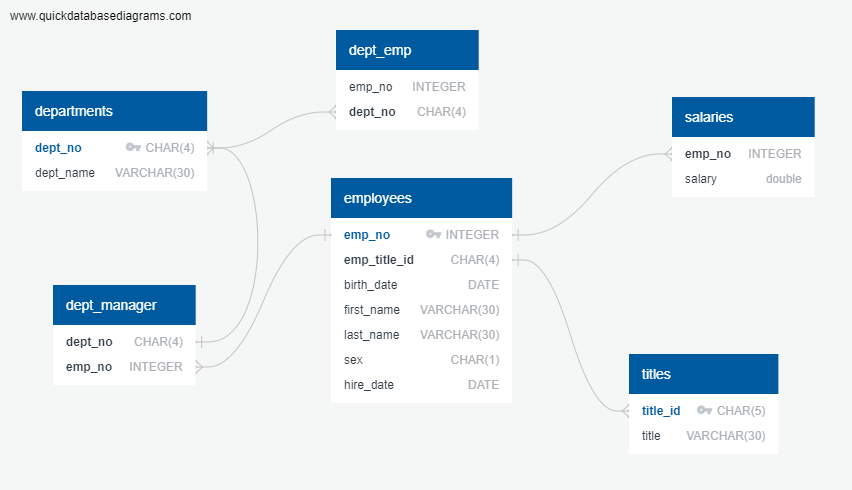 www.quickdatabasediagrams.com
dept_emp
emp_no INTEGER
dept_no CHAR(4)
departments
dept_no CHAR(4)
dept_name VARCHAR(30)
salaries
emp_no INTEGER
salary double
employees
emp_no INTEGER
emp_title_id CHAR(4)
birth_date DATE
first_name VARCHAR(30)
last_name VARCHAR(30)
sex CHAR(1)
hire_date DATE
dept_manager
dept_no CHAR(4)
emp_no INTEGER
titles
title_id CHAR(5)
title VARCHAR(30)